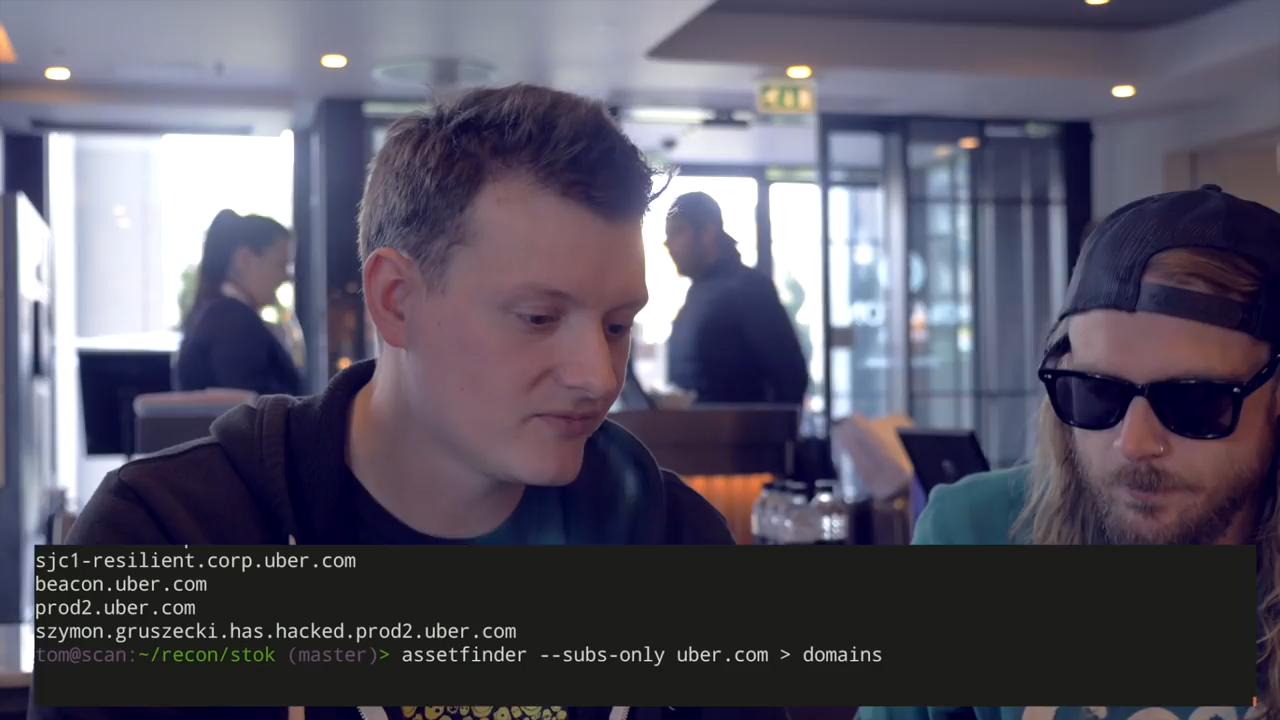 sjc1-resilient.corp.uber.com
beacon.uber.com
prod2.uber.com
szymon.gruszecki.has.hacked.prod2.uber.com
tom@scan:~/recon/stok (master)> assetfinder --subs-only uber.com > domains